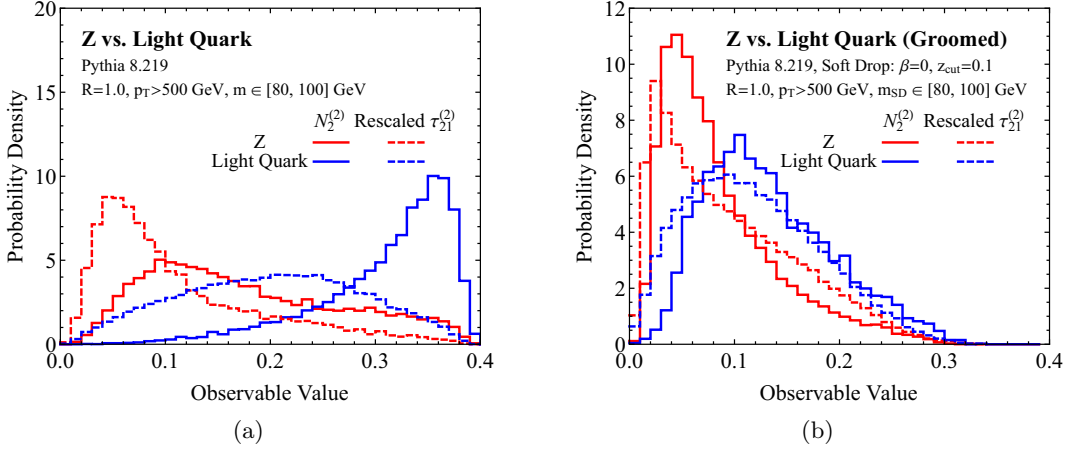 Z vs. Light Quark
Pythia 8.219
R=1.0, p_T>500 GeV, m ∈ [80, 100] GeV
N_2^(2) Rescaled τ_21^(2)
Z
Light Quark
Probability Density
20
15
10
5
0
0.0 0.1 0.2 0.3 0.4
Observable Value
(a)
Z vs. Light Quark (Groomed)
Pythia 8.219, Soft Drop: β=0, z_cut=0.1
R=1.0, p_T>500 GeV, m_SD ∈ [80, 100] GeV
N_2^(2) Rescaled τ_21^(2)
Z
Light Quark
Probability Density
12
10
8
6
4
2
0
0.0 0.1 0.2 0.3 0.4
Observable Value
(b)